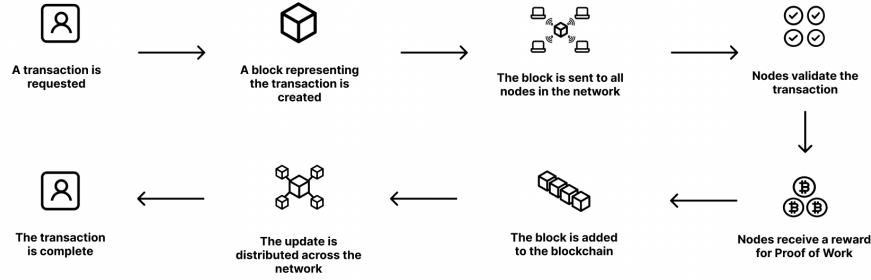 A transaction is
requested
A block representing
the transaction is
created
The block is sent to all
nodes in the network
Nodes validate the
transaction
Nodes receive a reward
for Proof of Work
The block is added
to the blockchain
The update is
distributed across the
network
The transaction
is complete